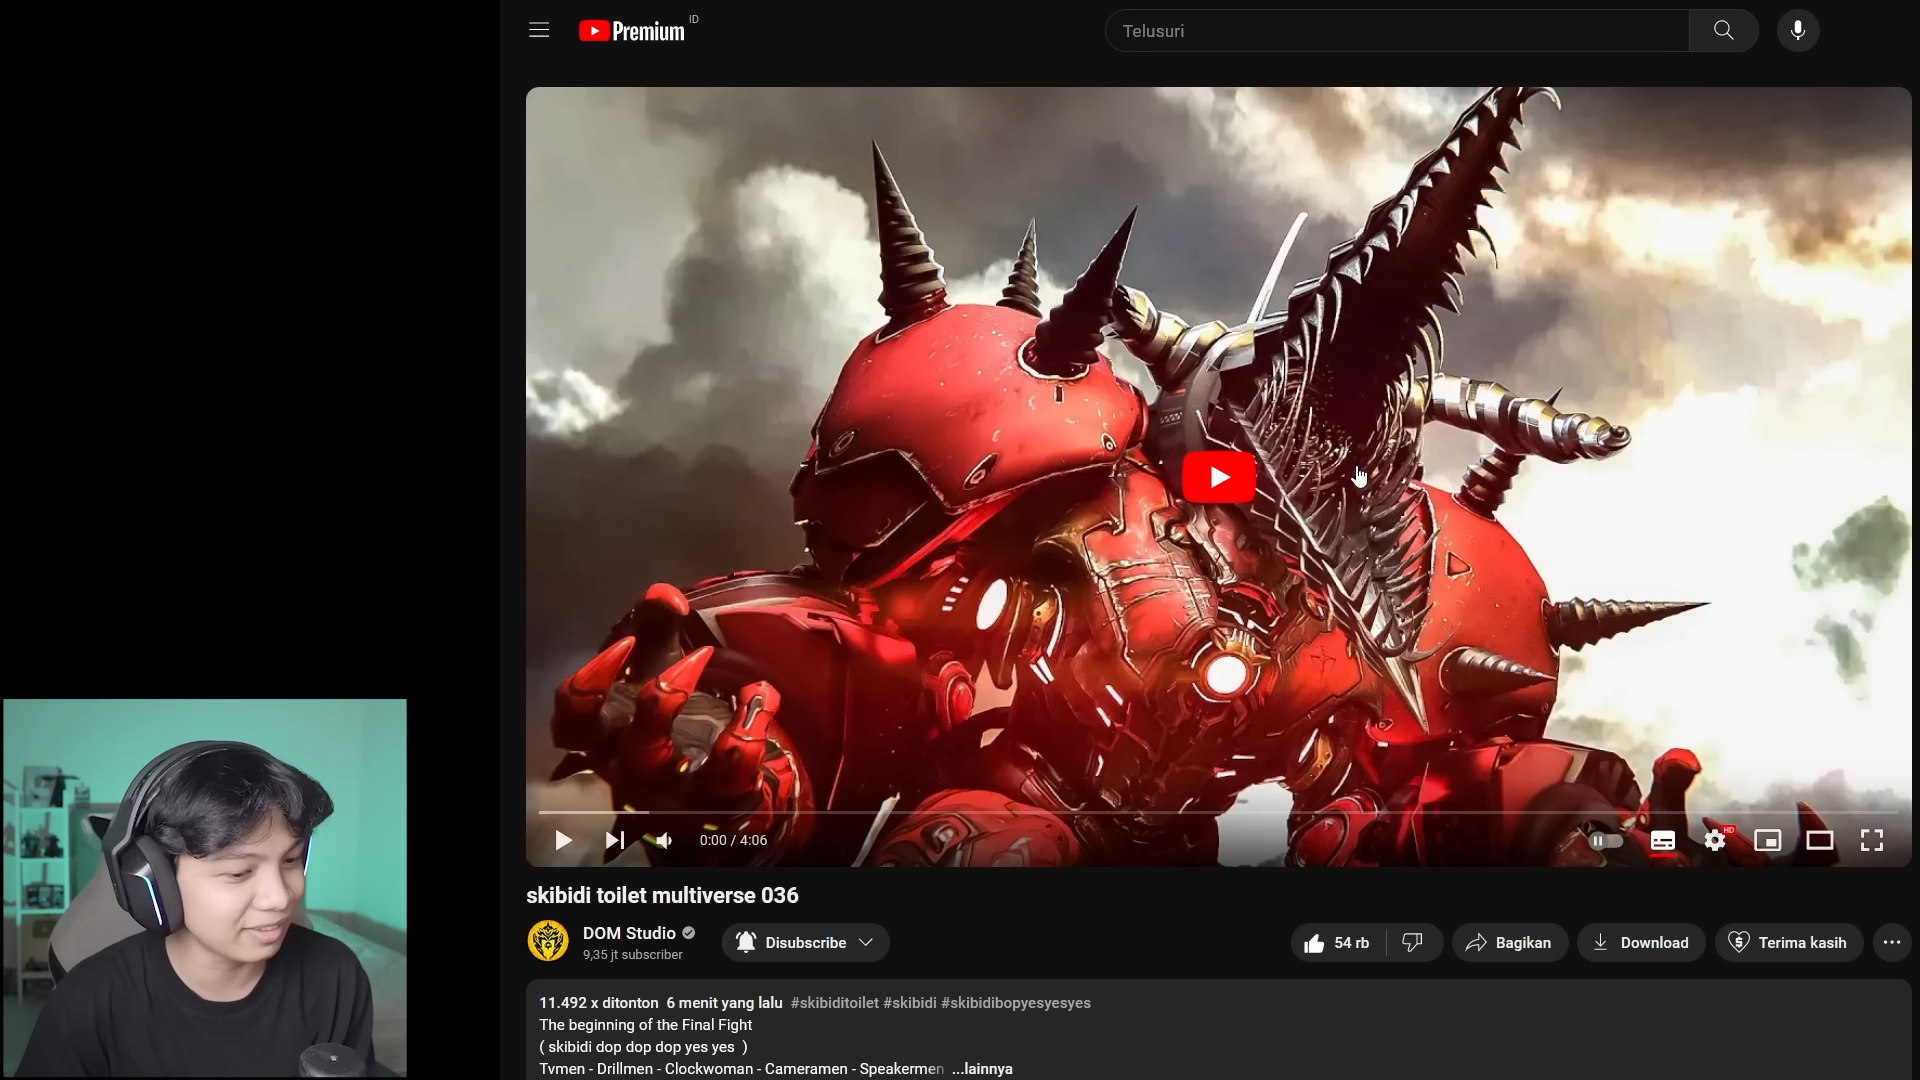 Premium ID
Telusuri
0:00 / 4:06
HD
skibidi toilet multiverse 036
DOM Studio
9,35 jt subscriber
Disubscribe
54 rb
Bagikan
Download
Terima kasih
11.492 x ditonton 6 menit yang lalu #skibiditoilet #skibidi #skibidibopyesyesyes
The beginning of the Final Fight
( skibidi dop dop dop yes yes )
Tvmen - Drillmen - Clockwoman - Cameramen - Speakermen ...lainnya